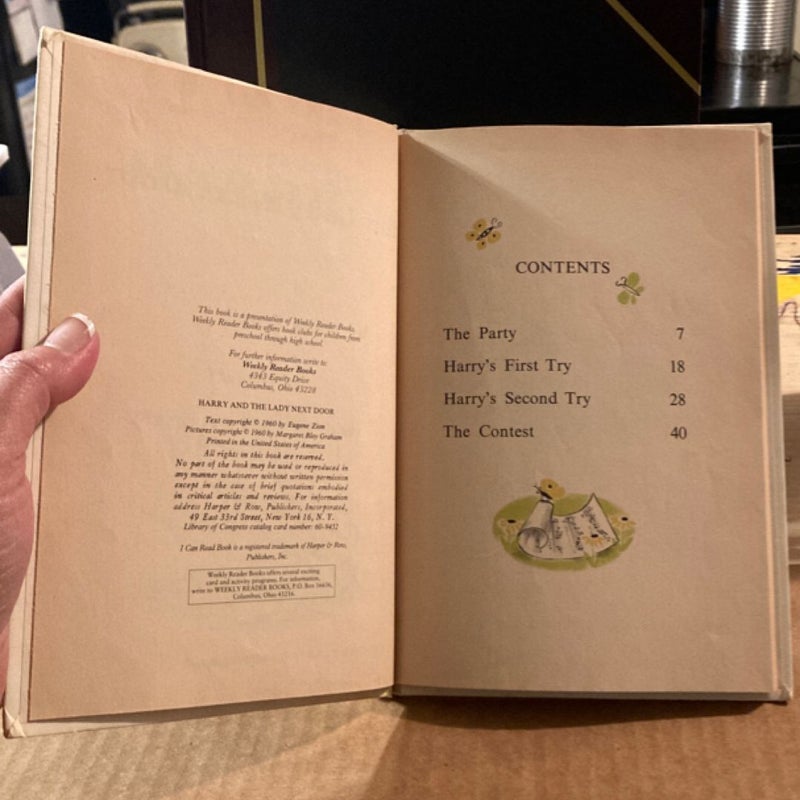 This book is a presentation of Weekly Reader Books.
Weekly Reader Books offers book clubs for children from
preschool through high school.
For further information write to
Weekly Reader Books
4343 Equity Drive
Columbus, Ohio 43228
HARRY AND THE LADY NEXT DOOR
Text copyright © 1960 by Eugene Zion
Pictures copyright © 1960 by Margaret Bloy Graham
Printed in the United States of America
All rights in this book are reserved.
No part of the book may be used or reproduced in
any manner whatsoever without written permission
except in the case of brief quotations embodied
in critical articles and reviews. For information
address Harper & Row, Publishers, Incorporated,
49 East 33rd Street, New York 16, N. Y.
Library of Congress catalog card number: 60-9452
I Can Read Book is a registered trademark of Harper & Row,
Publishers, Inc.
Weekly Reader Books offers several exciting
card and activity programs. For information,
write to WEEKLY READER BOOKS, P.O. Box 16636,
Columbus, Ohio 43216.
CONTENTS
The Party 7
Harry's First Try 18
Harry's Second Try 28
The Contest 40